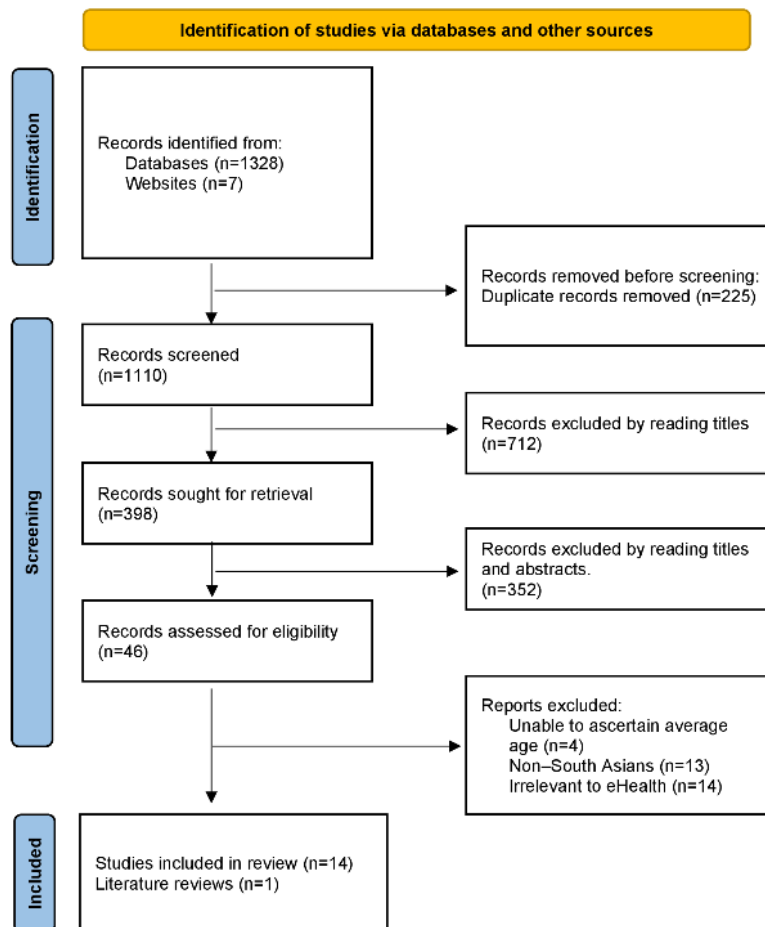 Identification of studies via databases and other sources
Identification
Records identified from:
Databases (n=1328)
Websites (n=7)
Records removed before screening:
Duplicate records removed (n=225)
Screening
Records screened
(n=1110)
Records excluded by reading titles
(n=712)
Records sought for retrieval
(n=398)
Records excluded by reading titles
and abstracts.
(n=352)
Records assessed for eligibility
(n=46)
Reports excluded:
Unable to ascertain average
age (n=4)
Non–South Asians (n=13)
Irrelevant to eHealth (n=14)
Included
Studies included in review (n=14)
Literature reviews (n=1)